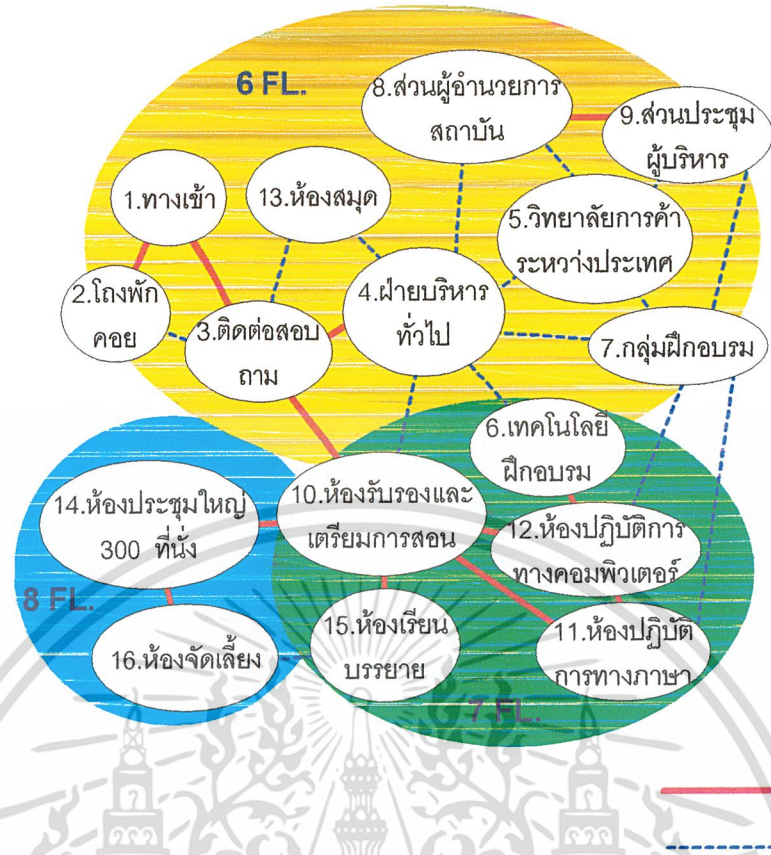 6 FL.
8.ส่วนผู้อำนวยการ
สถาบัน
9.ส่วนประชุม
ผู้บริหาร
1.ทางเข้า
13.ห้องสมุด
5.วิทยาลัยการค้า
ระหว่างประเทศ
2.โถงพัก
คอย
3.ติดต่อสอบ
ถาม
4.ฝ่ายบริหาร
ทั่วไป
7.กลุ่มฝึกอบรม
6.เทคโนโลยี
ฝึกอบรม
14.ห้องประชุมใหญ่
300 ที่นั่ง
10.ห้องรับรองและ
เตรียมการสอน
12.ห้องปฏิบัติการ
ทางคอมพิวเตอร์
8 FL.
16.ห้องจัดเลี้ยง
15.ห้องเรียน
บรรยาย
11.ห้องปฏิบัติ
การทางภาษา
7 FL.